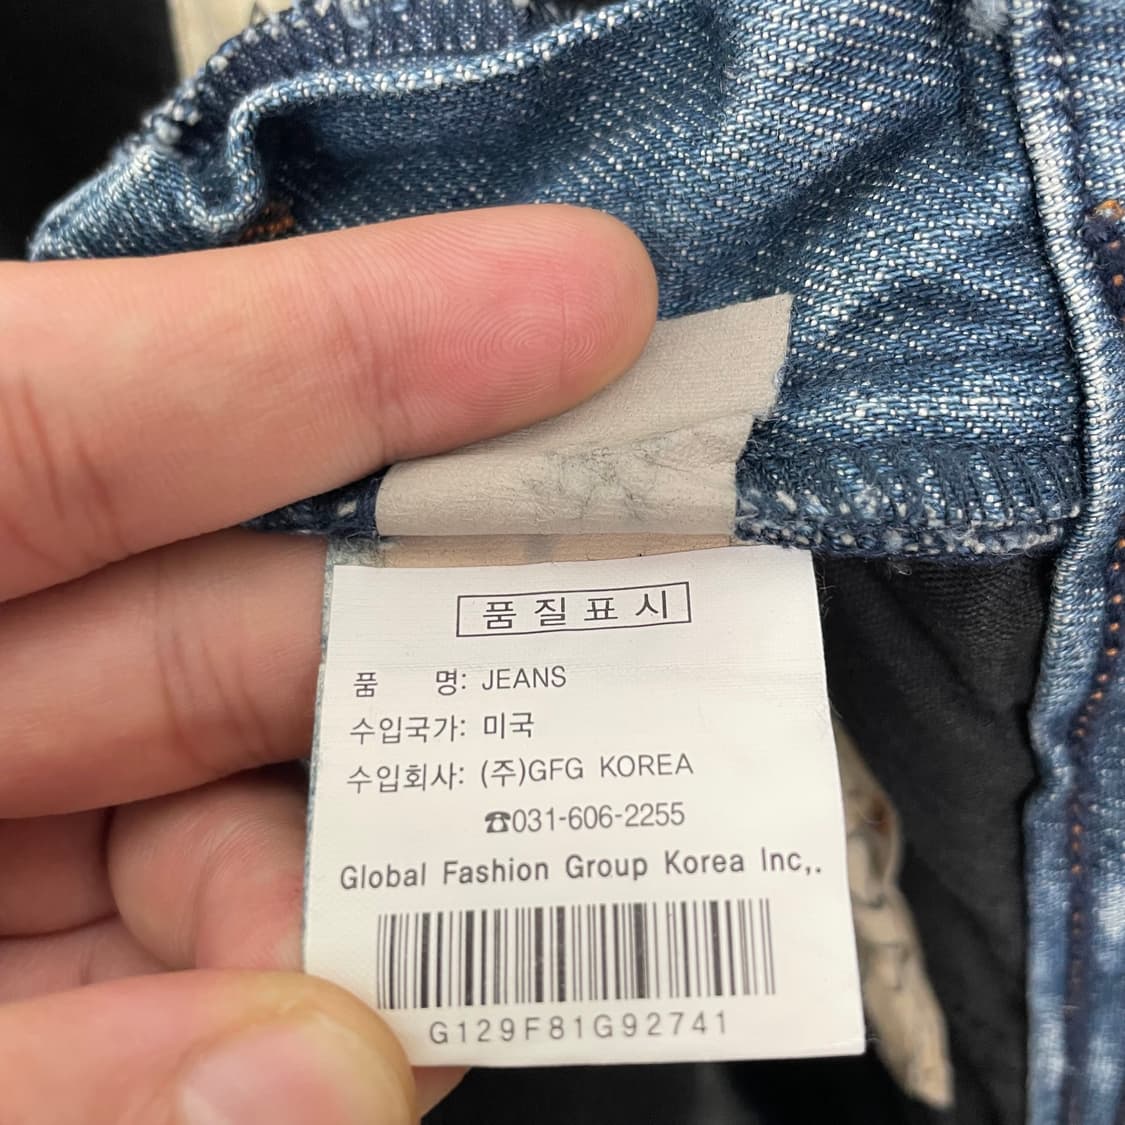 품 질 표 시
품 명: JEANS
수입국가: 미국
수입회사: (주)GFG KOREA
☎031-606-2255
Global Fashion Group Korea Inc,.
G129F81G92741